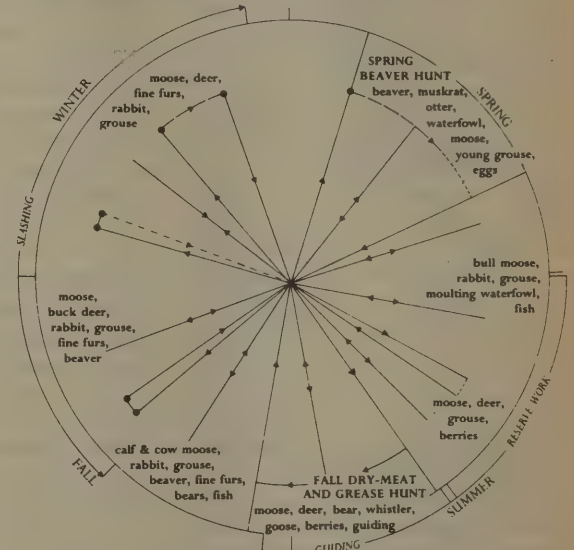 WINTER
moose, deer,
fine furs,
rabbit,
grouse
SPRING
BEAVER HUNT
beaver, muskrat,
otter,
waterfowl,
moose,
young grouse,
eggs
SPRING
SLASHING
bull moose,
rabbit, grouse,
moulting waterfowl,
fish
moose,
buck deer,
rabbit, grouse,
fine furs,
beaver
moose, deer,
grouse,
berries
RESERVE WORK
calf & cow moose,
rabbit, grouse,
beaver, fine furs,
bears, fish
FALL
FALL DRY-MEAT
AND GREASE HUNT
moose, deer, bear, whistler,
goose, berries, guiding
SUMMER
GUIDING